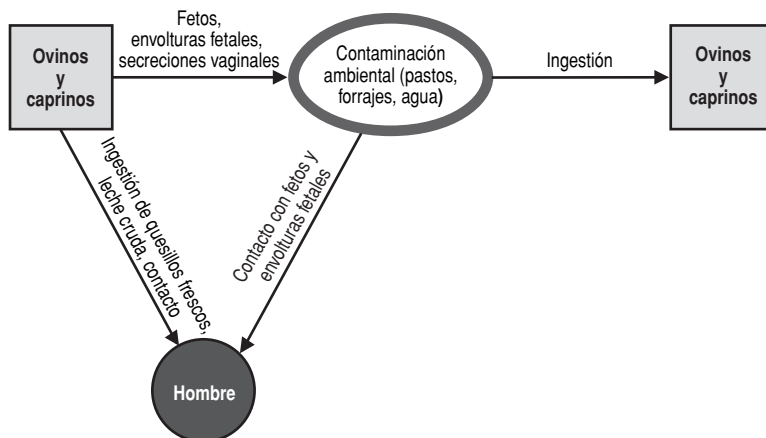 Ovinos
y
caprinos
Fetos,
envolturas fetales,
secreciones vaginales
Contaminación
ambiental (pastos,
forrajes, agua)
Ingestión
Ovinos
y
caprinos
Ingestión de quesillos frescos,
leche cruda, contacto
Contacto con fetos y
envolturas fetales
Hombre